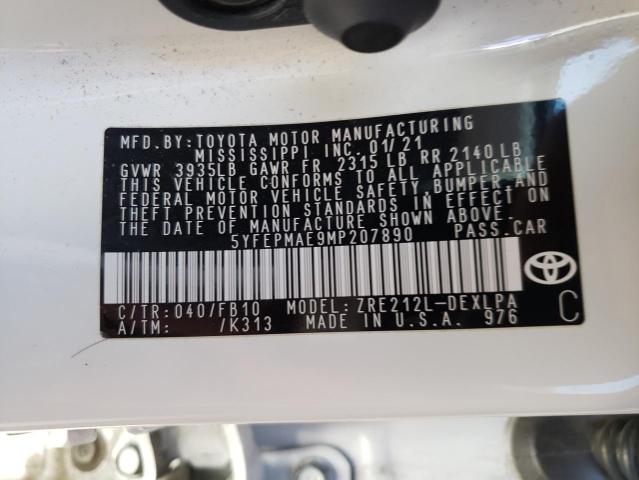 MFD.BY:TOYOTA MOTOR MANUFACTURING
MISSISSIPPI INC. 01/21
GVWR 3935LB GAWR FR 2315 LB RR 2140 LB
THIS VEHICLE CONFORMS TO ALL APPLICABLE
FEDERAL MOTOR VEHICLE SAFETY, BUMPER, AND
THEFT PREVENTION STANDARDS IN EFFECT ON
THE DATE OF MANUFACTURE SHOWN ABOVE.
5YFEPMAE9MP207890 PASS.CAR
C/TR:040/FB10 MODEL:ZRE212L-DEXLPA
A/TM: /K313 MADE IN U.S.A. 976
C